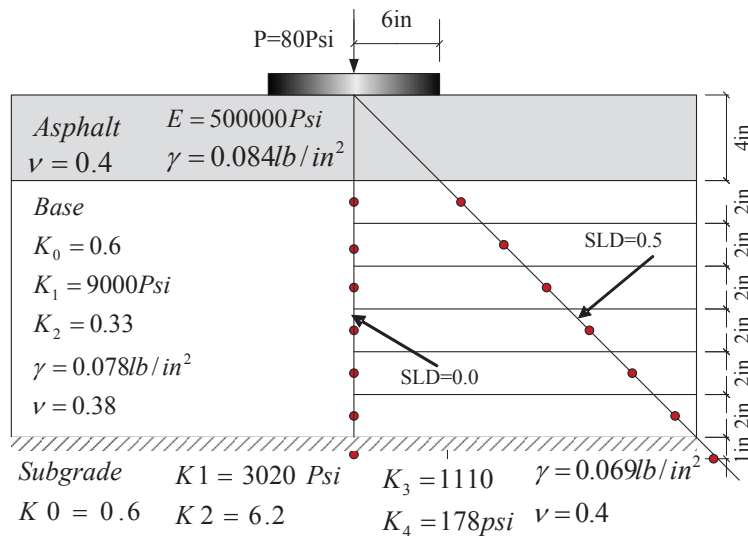 6in
P=80Psi
Asphalt E = 500000Psi
ν = 0.4 γ = 0.084lb/in²
4in
Base
K₀ = 0.6
K₁ = 9000Psi
K₂ = 0.33
γ = 0.078lb/in²
ν = 0.38
SLD=0.5
SLD=0.0
2in
2in
2in
2in
2in
2in
1in
Subgrade K1 = 3020 Psi K₃ = 1110 γ = 0.069lb/in²
K 0 = 0.6 K 2 = 6.2 K₄ = 178psi ν = 0.4